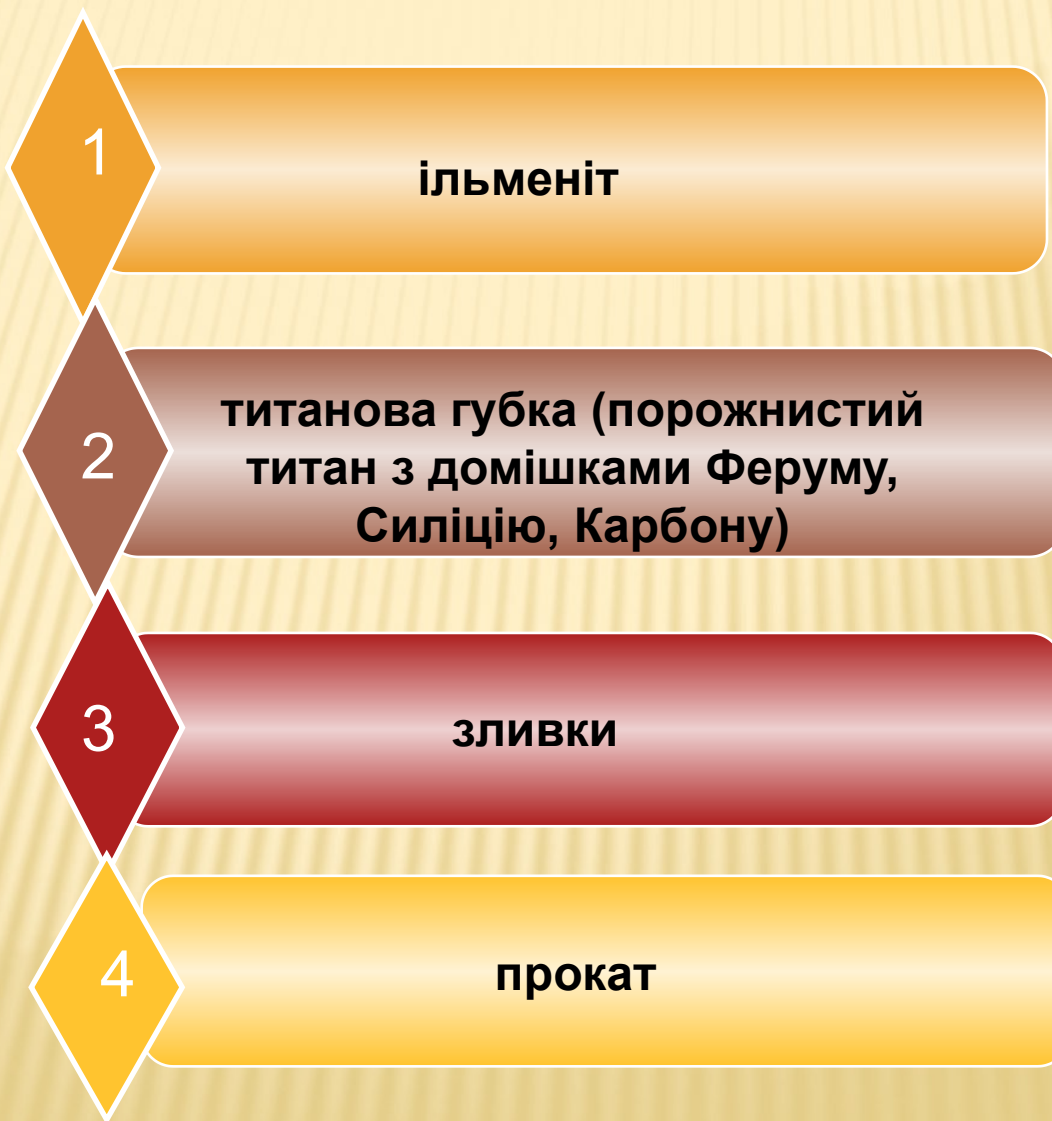 1
ільменіт
2
титанова губка (порожнистий
титан з домішками Феруму,
Силіцію, Карбону)
3
зливки
4
прокат